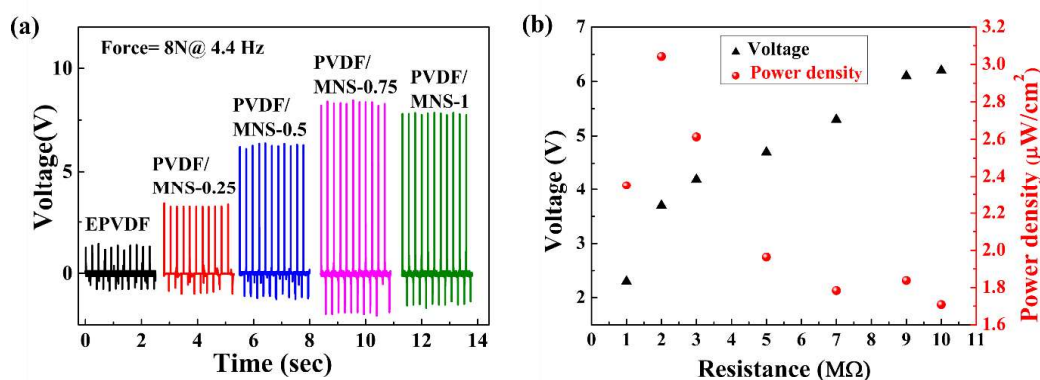 (a)
Force= 8N@ 4.4 Hz
Voltage(V)
10
5
0
EPVDF
PVDF/
MNS-0.25
PVDF/
MNS-0.5
PVDF/
MNS-0.75
PVDF/
MNS-1
0 2 4 6 8 10 12 14
Time (sec)
(b)
Voltage
Power density
Voltage (V)
7
6
5
4
3
2
3.2
3.0
2.8
2.6
2.4
2.2
2.0
1.8
1.6
Power density (μW/cm²)
0 1 2 3 4 5 6 7 8 9 10 11
Resistance (MΩ)